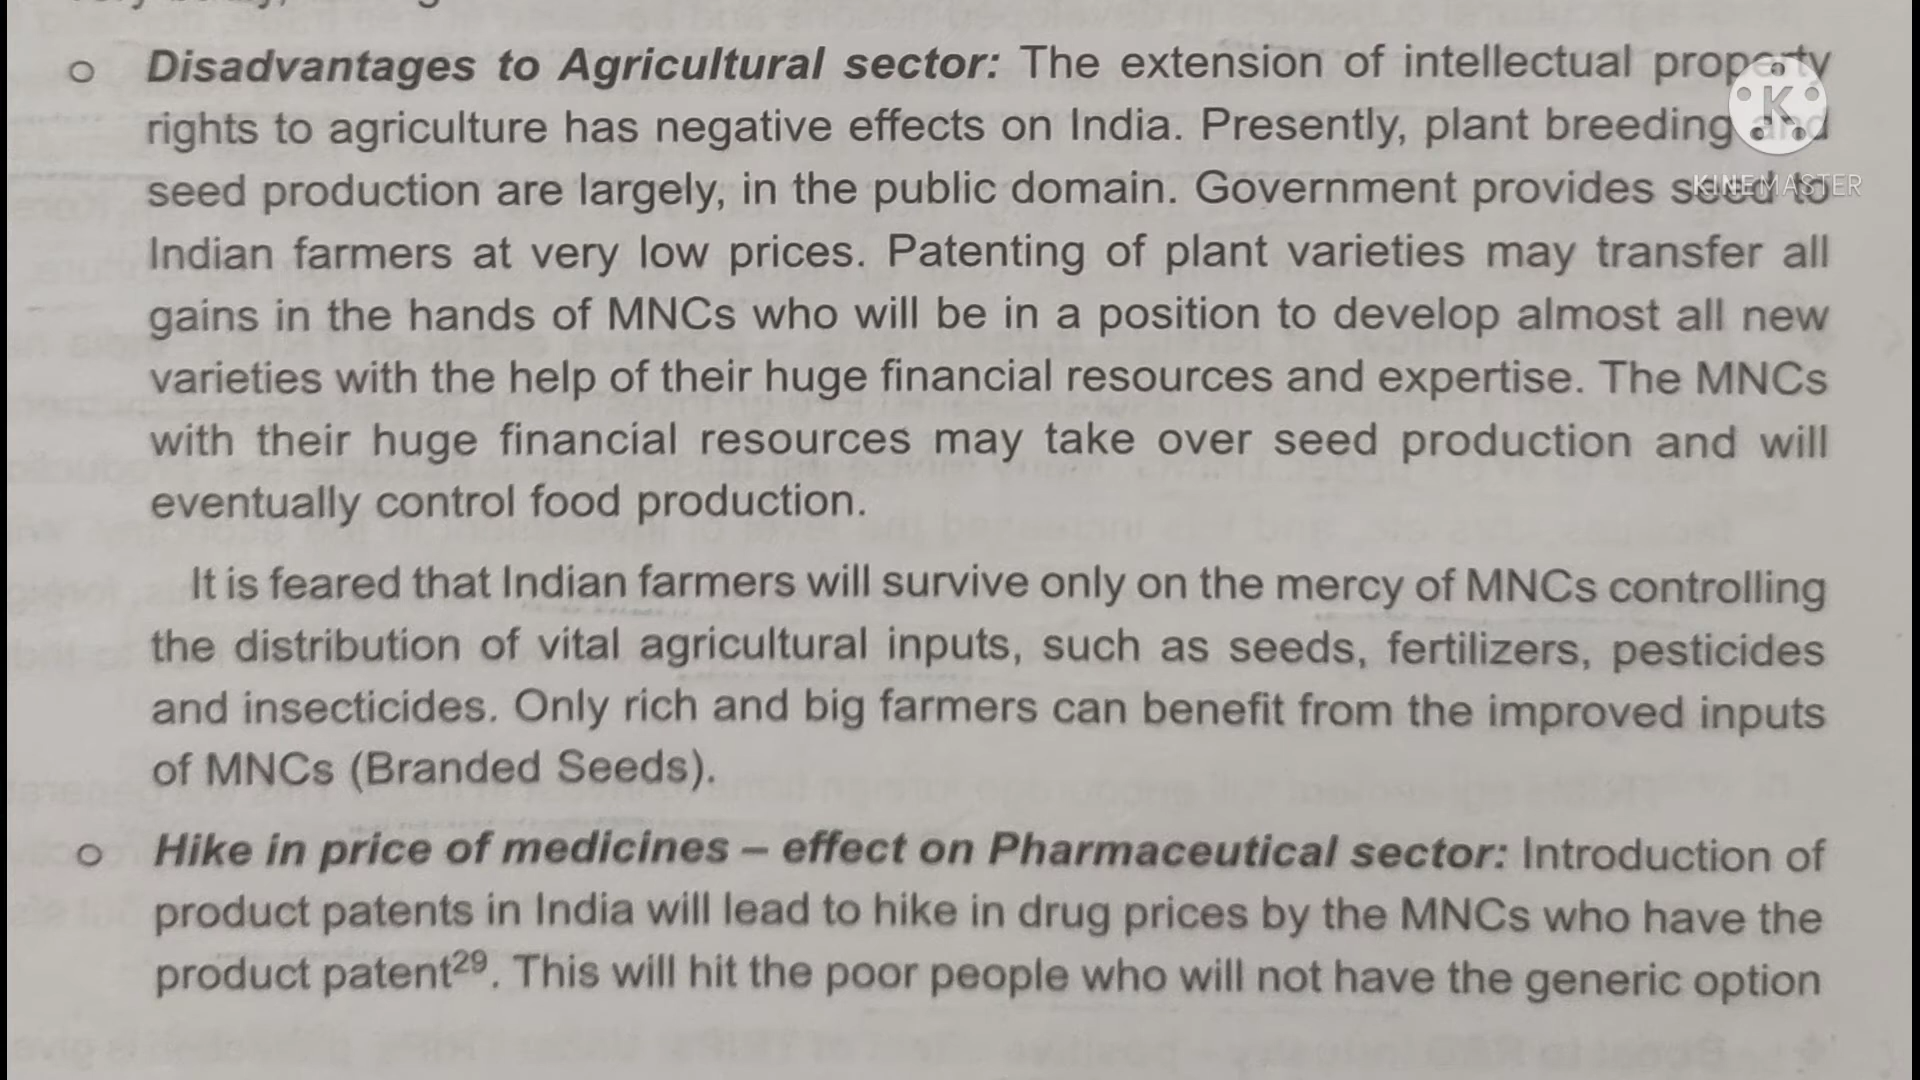 Disadvantages to Agricultural sector: The extension of intellectual property
rights to agriculture has negative effects on India. Presently, plant breeding and
seed production are largely, in the public domain. Government provides seed to
KINEMASTER
Indian farmers at very low prices. Patenting of plant varieties may transfer all
gains in the hands of MNCs who will be in a position to develop almost all new
varieties with the help of their huge financial resources and expertise. The MNCs
with their huge financial resources may take over seed production and will
eventually control food production.
It is feared that Indian farmers will survive only on the mercy of MNCs controlling
the distribution of vital agricultural inputs, such as seeds, fertilizers, pesticides
and insecticides. Only rich and big farmers can benefit from the improved inputs
of MNCs (Branded Seeds).
Hike in price of medicines – effect on Pharmaceutical sector: Introduction of
product patents in India will lead to hike in drug prices by the MNCs who have the
product patent29. This will hit the poor people who will not have the generic option